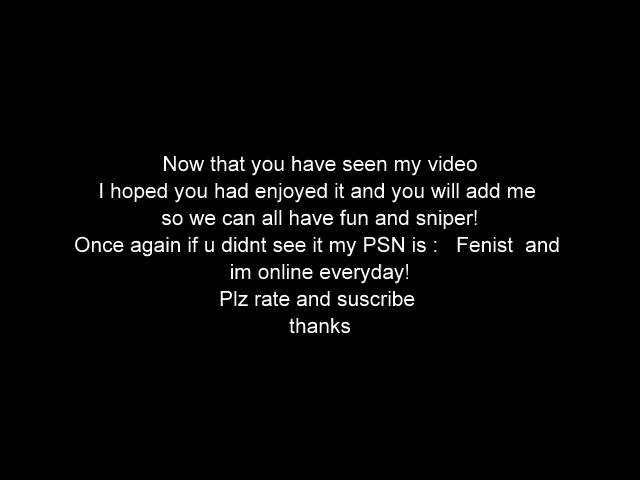 Now that you have seen my video
I hoped you had enjoyed it and you will add me
so we can all have fun and sniper!
Once again if u didnt see it my PSN is :   Fenist  and
im online everyday!
Plz rate and suscribe
thanks